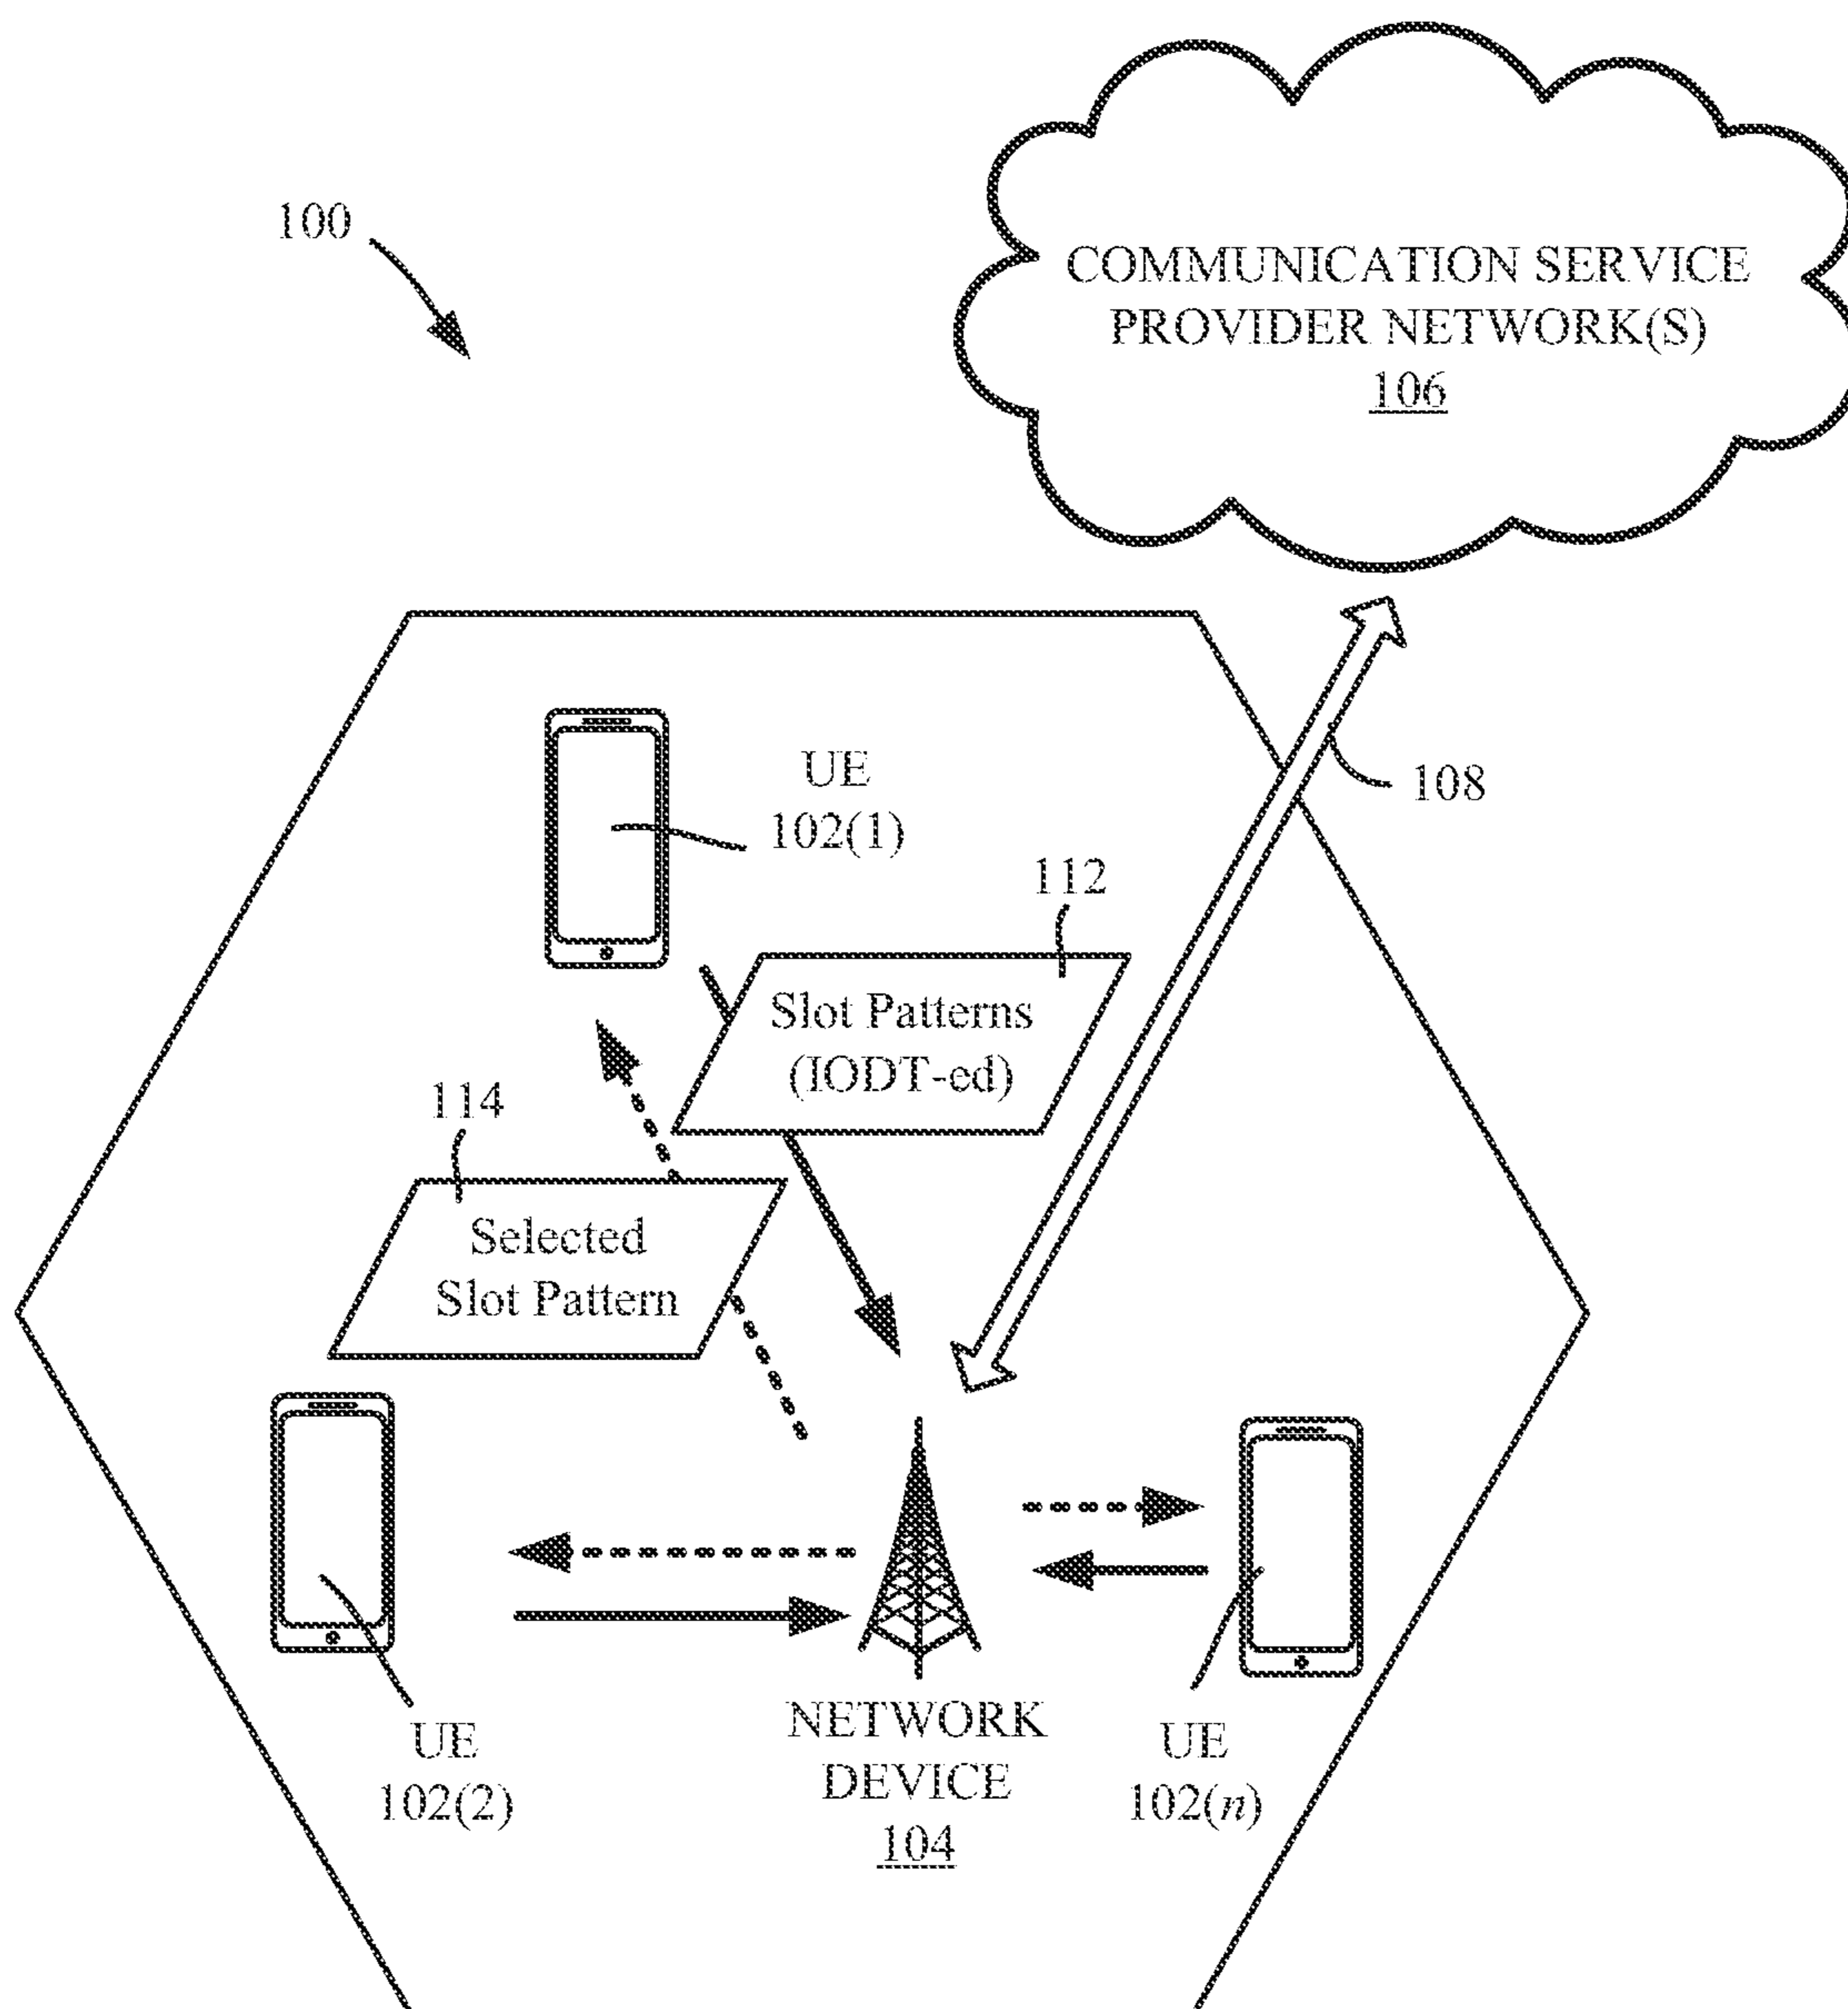 100
COMMUNICATION SERVICE
PROVIDER NETWORK(S)
106
108
UE
102(1)
112
Slot Patterns
(IODT-ed)
114
Selected
Slot Pattern
UE
102(2)
NETWORK
DEVICE
104
UE
102(n)